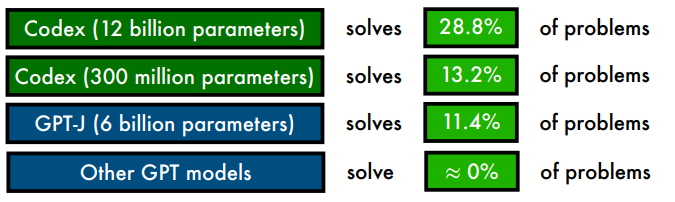 Codex (12 billion parameters) solves 28.8% of problems
Codex (300 million parameters) solves 13.2% of problems
GPT-J (6 billion parameters) solves 11.4% of problems
Other GPT models solve ≈ 0% of problems